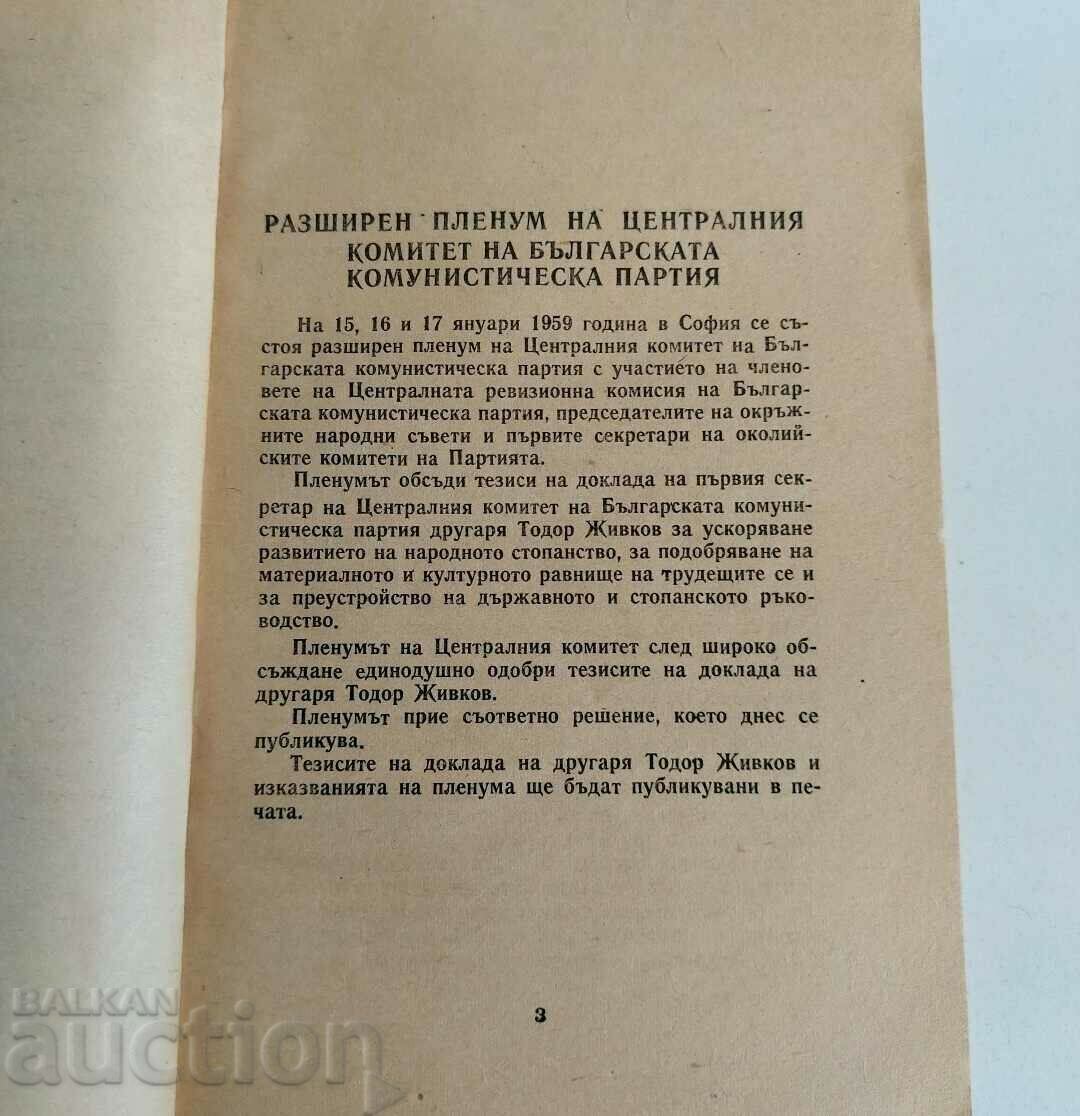 РАЗШИРЕН ПЛЕНУМ НА ЦЕНТРАЛНИЯ
КОМИТЕТ НА БЪЛГАРСКАТА
КОМУНИСТИЧЕСКА ПАРТИЯ
На 15, 16 и 17 януари 1959 година в София се със-
стоя разширен пленум на Централния комитет на Бъл-
гарската комунистическа партия с участието на члено-
вете на Централната ревизионна комисия на Българ-
ската комунистическа партия, председателите на окръж-
ните народни съвети и първите секретари на околий-
ските комитети на Партията.
Пленумът обсъди тезиси на доклада на първия сек-
ретар на Централния комитет на Българската комуни-
стическа партия другаря Тодор Живков за ускоряване
развитието на народното стопанство, за подобряване на
материалното и културното равнище на трудещите се и
за преустройство на държавното и стопанското ръко-
водство.
Пленумът на Централния комитет след широко об-
съждане единодушно одобри тезисите на доклада на
другаря Тодор Живков.
Пленумът прие съответно решение, което днес се
публикува.
Тезисите на доклада на другаря Тодор Живков и
изказванията на пленума ще бъдат публикувани в пе-
чата.
3
BALKAN
auction